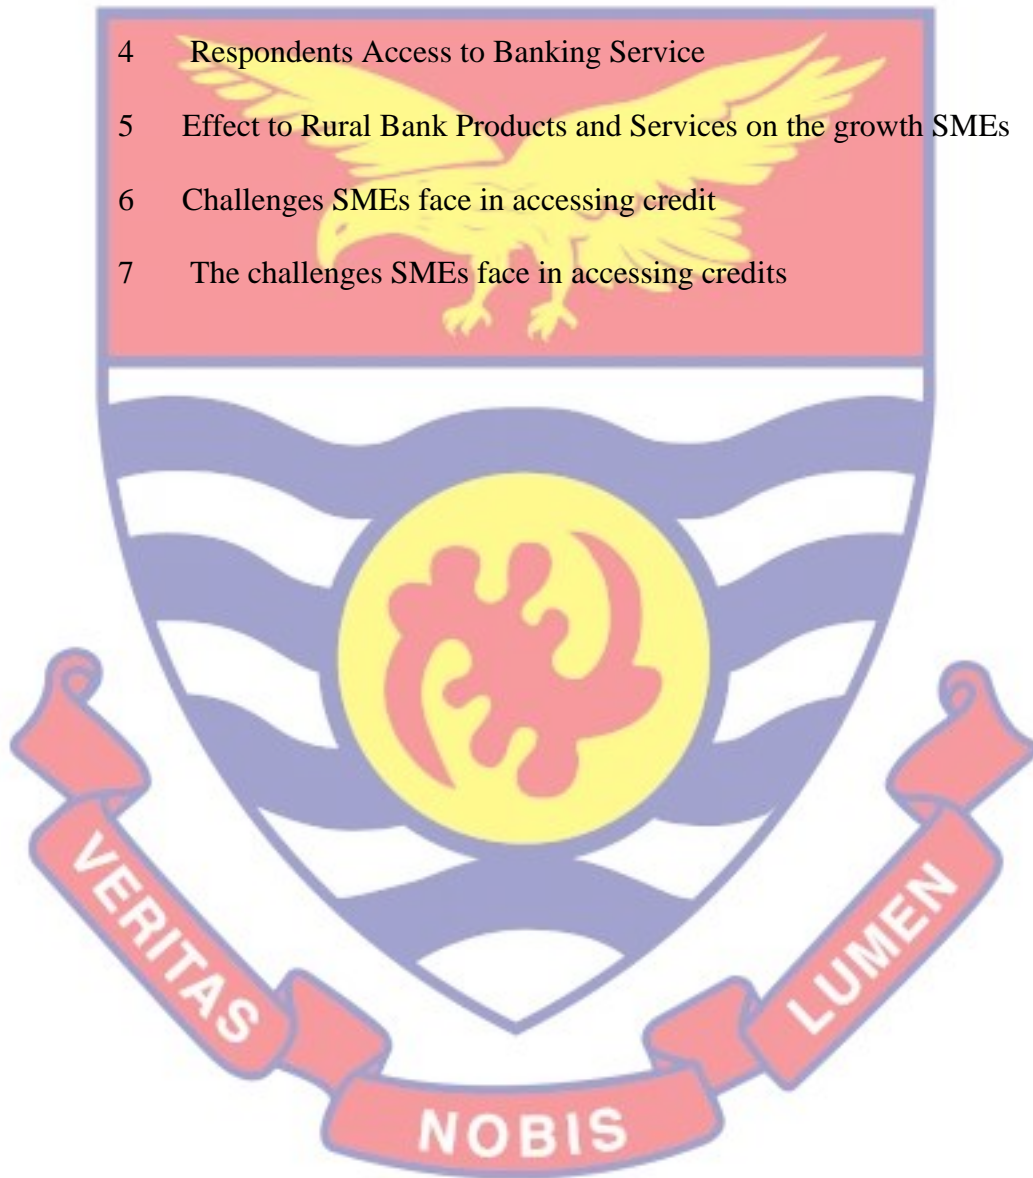 4 Respondents Access to Banking Service
5 Effect to Rural Bank Products and Services on the growth SMEs
6 Challenges SMEs face in accessing credit
7 The challenges SMEs face in accessing credits
VERITAS
NOBIS
LUMEN